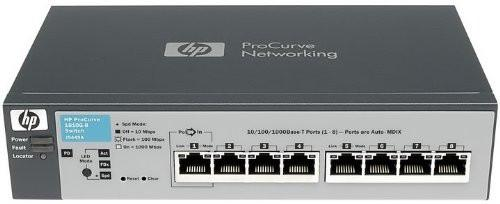 hp
ProCurve
Networking
hp
HP ProCurve
1810G-8
Switch
J9449A
Power
Fault
Locator
PD
Act
FDx
Spd
LED
Mode
Spd Mode:
Off = 10 Mbps
Flash = 100 Mbps
On = 1000 Mbps
Reset
Clear
PoE In
10/100/1000Base-T Ports (1 - 8) - Ports are Auto-MDIX
Link 1 Mode 2 3 4 Link 5 Mode 6 7 8